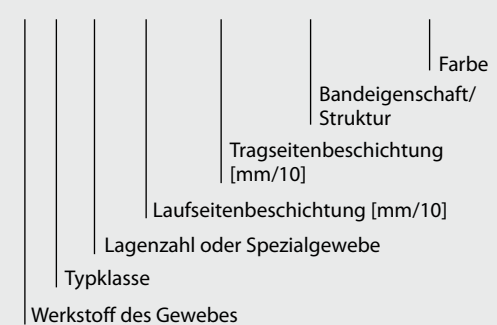 Farbe
Bandeigenschaft/
Struktur
Tragseitenbeschichtung
[mm/10]
Laufseitenbeschichtung [mm/10]
Lagenzahl oder Spezialgewebe
Typklasse
Werkstoff des Gewebes